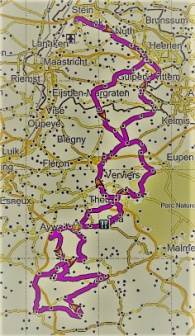 Stein
Brunssum
Nuth
Lanaken
Heerlen
Maastricht
Riemst
Gulpen-Wittem
Eijsden-Margraten
Visé
Kelmis
Oupeye
Blegny
Luik
Fléron
Eupen
Verviers
Esneux
Parc Nature
Aywaille
Malme